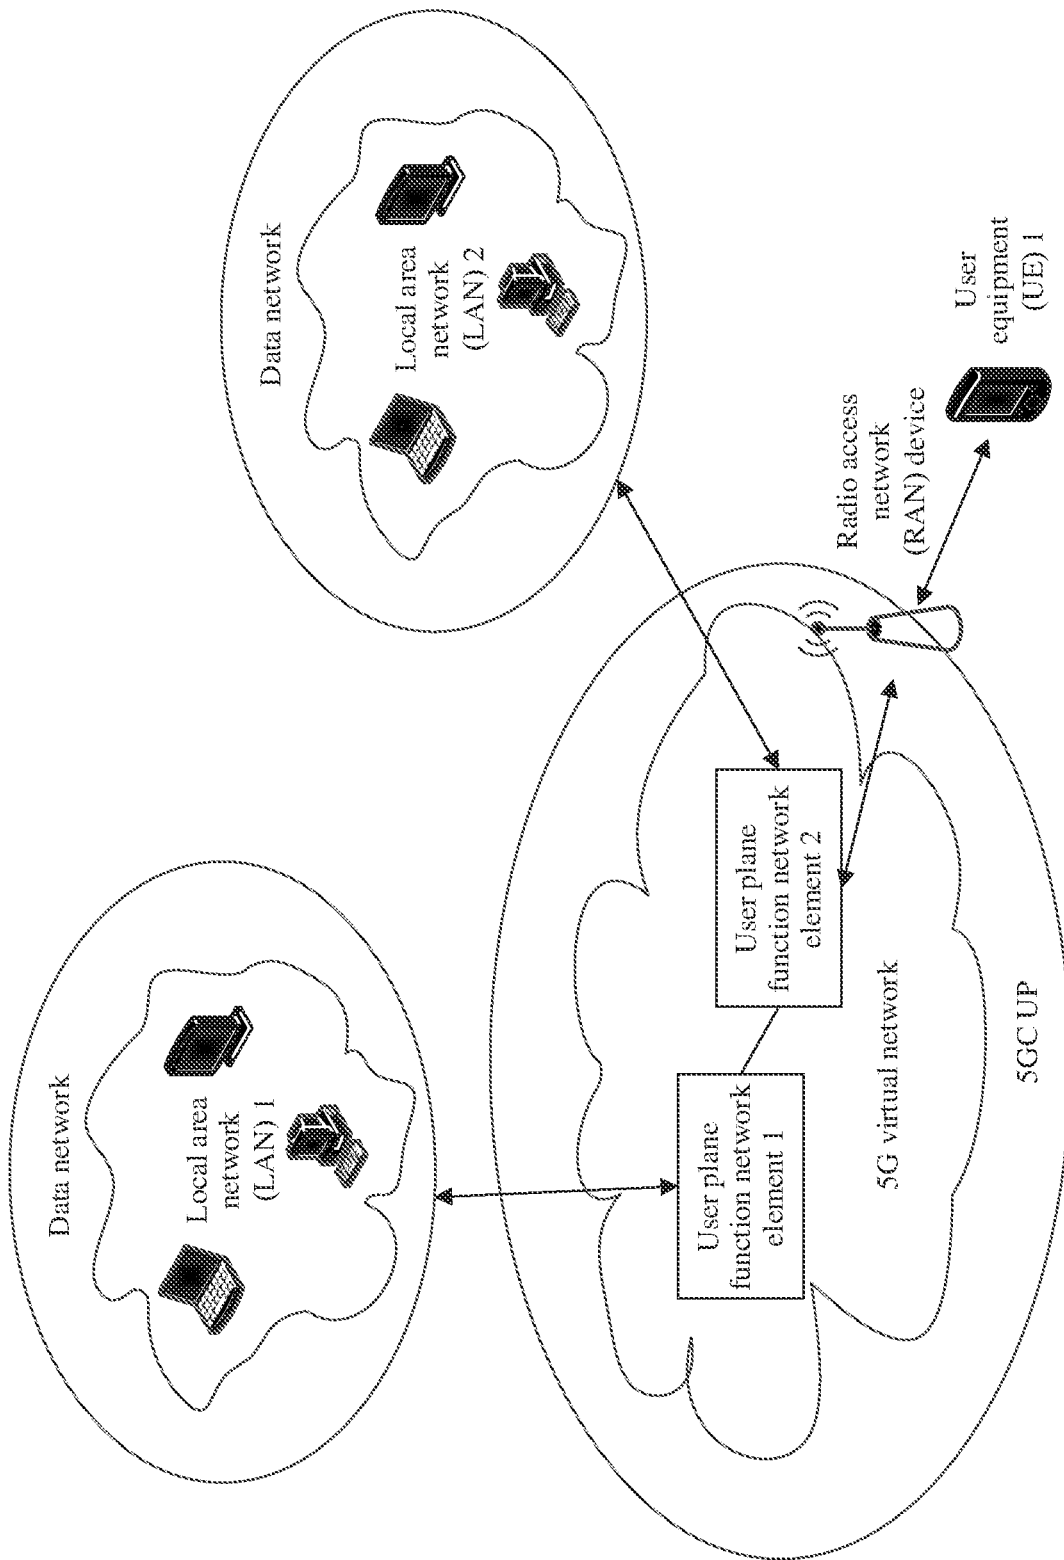 Data network
Local area
network
(LAN) 1
Data network
Local area
network
(LAN) 2
User plane
function network
element 1
User plane
function network
element 2
5G virtual network
5GC UP
Radio access
network
(RAN) device
User
equipment
(UE) 1